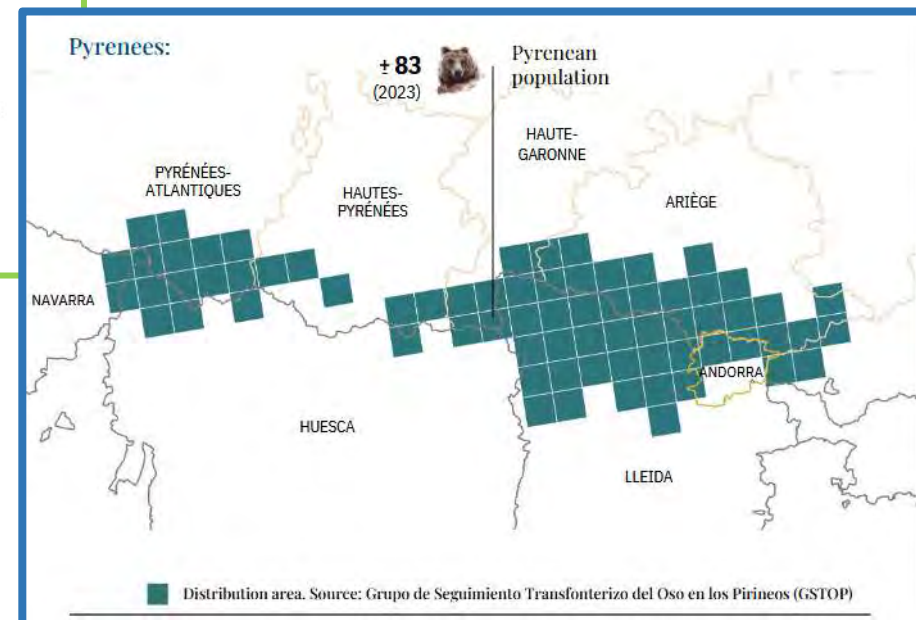 Pyrenees:
± 83
(2023)
Pyrenean
population
HAUTE-
GARONNE
PYRÉNÉES-
ATLANTIQUES
HAUTES-
PYRÉNÉES
ARIÈGE
NAVARRA
ANDORRA
HUESCA
LLEIDA
Distribution area. Source: Grupo de Seguimiento Transfonterizo del Oso en los Pirineos (GSTOP)